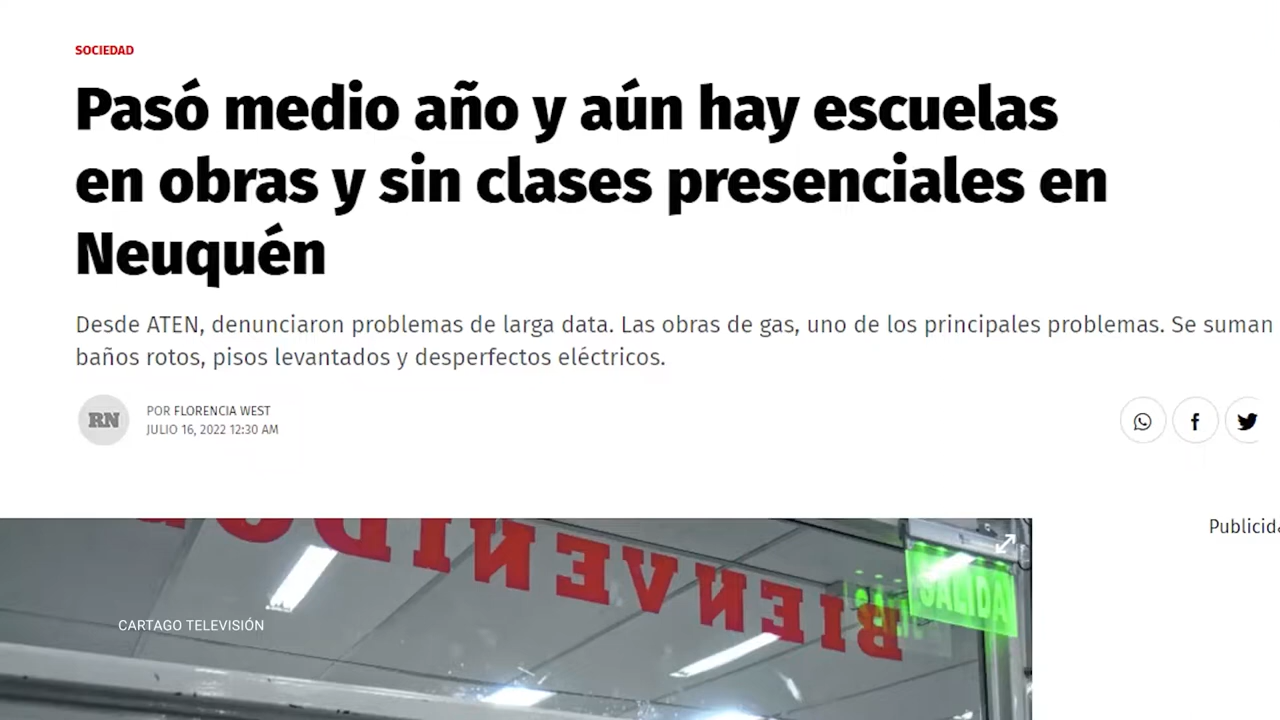 SOCIEDAD
Pasó medio año y aún hay escuelas
en obras y sin clases presenciales en
Neuquén
Desde ATEN, denunciaron problemas de larga data. Las obras de gas, uno de los principales problemas. Se suman
baños rotos, pisos levantados y desperfectos eléctricos.
RN
POR FLORENCIA WEST
JULIO 16, 2022 12:30 AM
Publicida
BIENVENIDOS
SALIDA
CARTAGO TELEVISIÓN